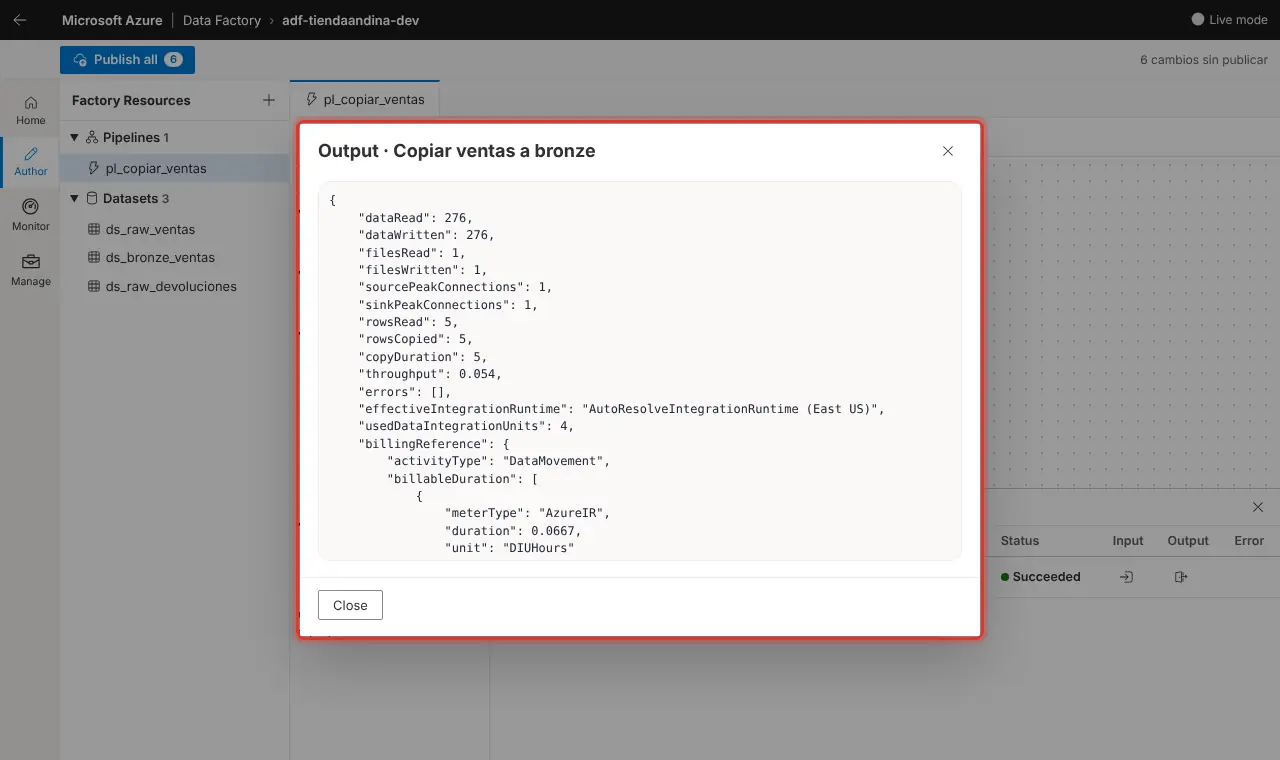 Microsoft Azure | Data Factory › adf-tiendaandina-dev
Live mode
Publish all 6
6 cambios sin publicar
Home
Author
Monitor
Manage
Factory Resources
Pipelines 1
pl_copiar_ventas
Datasets 3
ds_raw_ventas
ds_bronze_ventas
ds_raw_devoluciones
pl_copiar_ventas
Output · Copiar ventas a bronze
{
    "dataRead": 276,
    "dataWritten": 276,
    "filesRead": 1,
    "filesWritten": 1,
    "sourcePeakConnections": 1,
    "sinkPeakConnections": 1,
    "rowsRead": 5,
    "rowsCopied": 5,
    "copyDuration": 5,
    "throughput": 0.054,
    "errors": [],
    "effectiveIntegrationRuntime": "AutoResolveIntegrationRuntime (East US)",
    "usedDataIntegrationUnits": 4,
    "billingReference": {
        "activityType": "DataMovement",
        "billableDuration": [
            {
                "meterType": "AzureIR",
                "duration": 0.0667,
                "unit": "DIUHours"
Close
Status Input Output Error
Succeeded